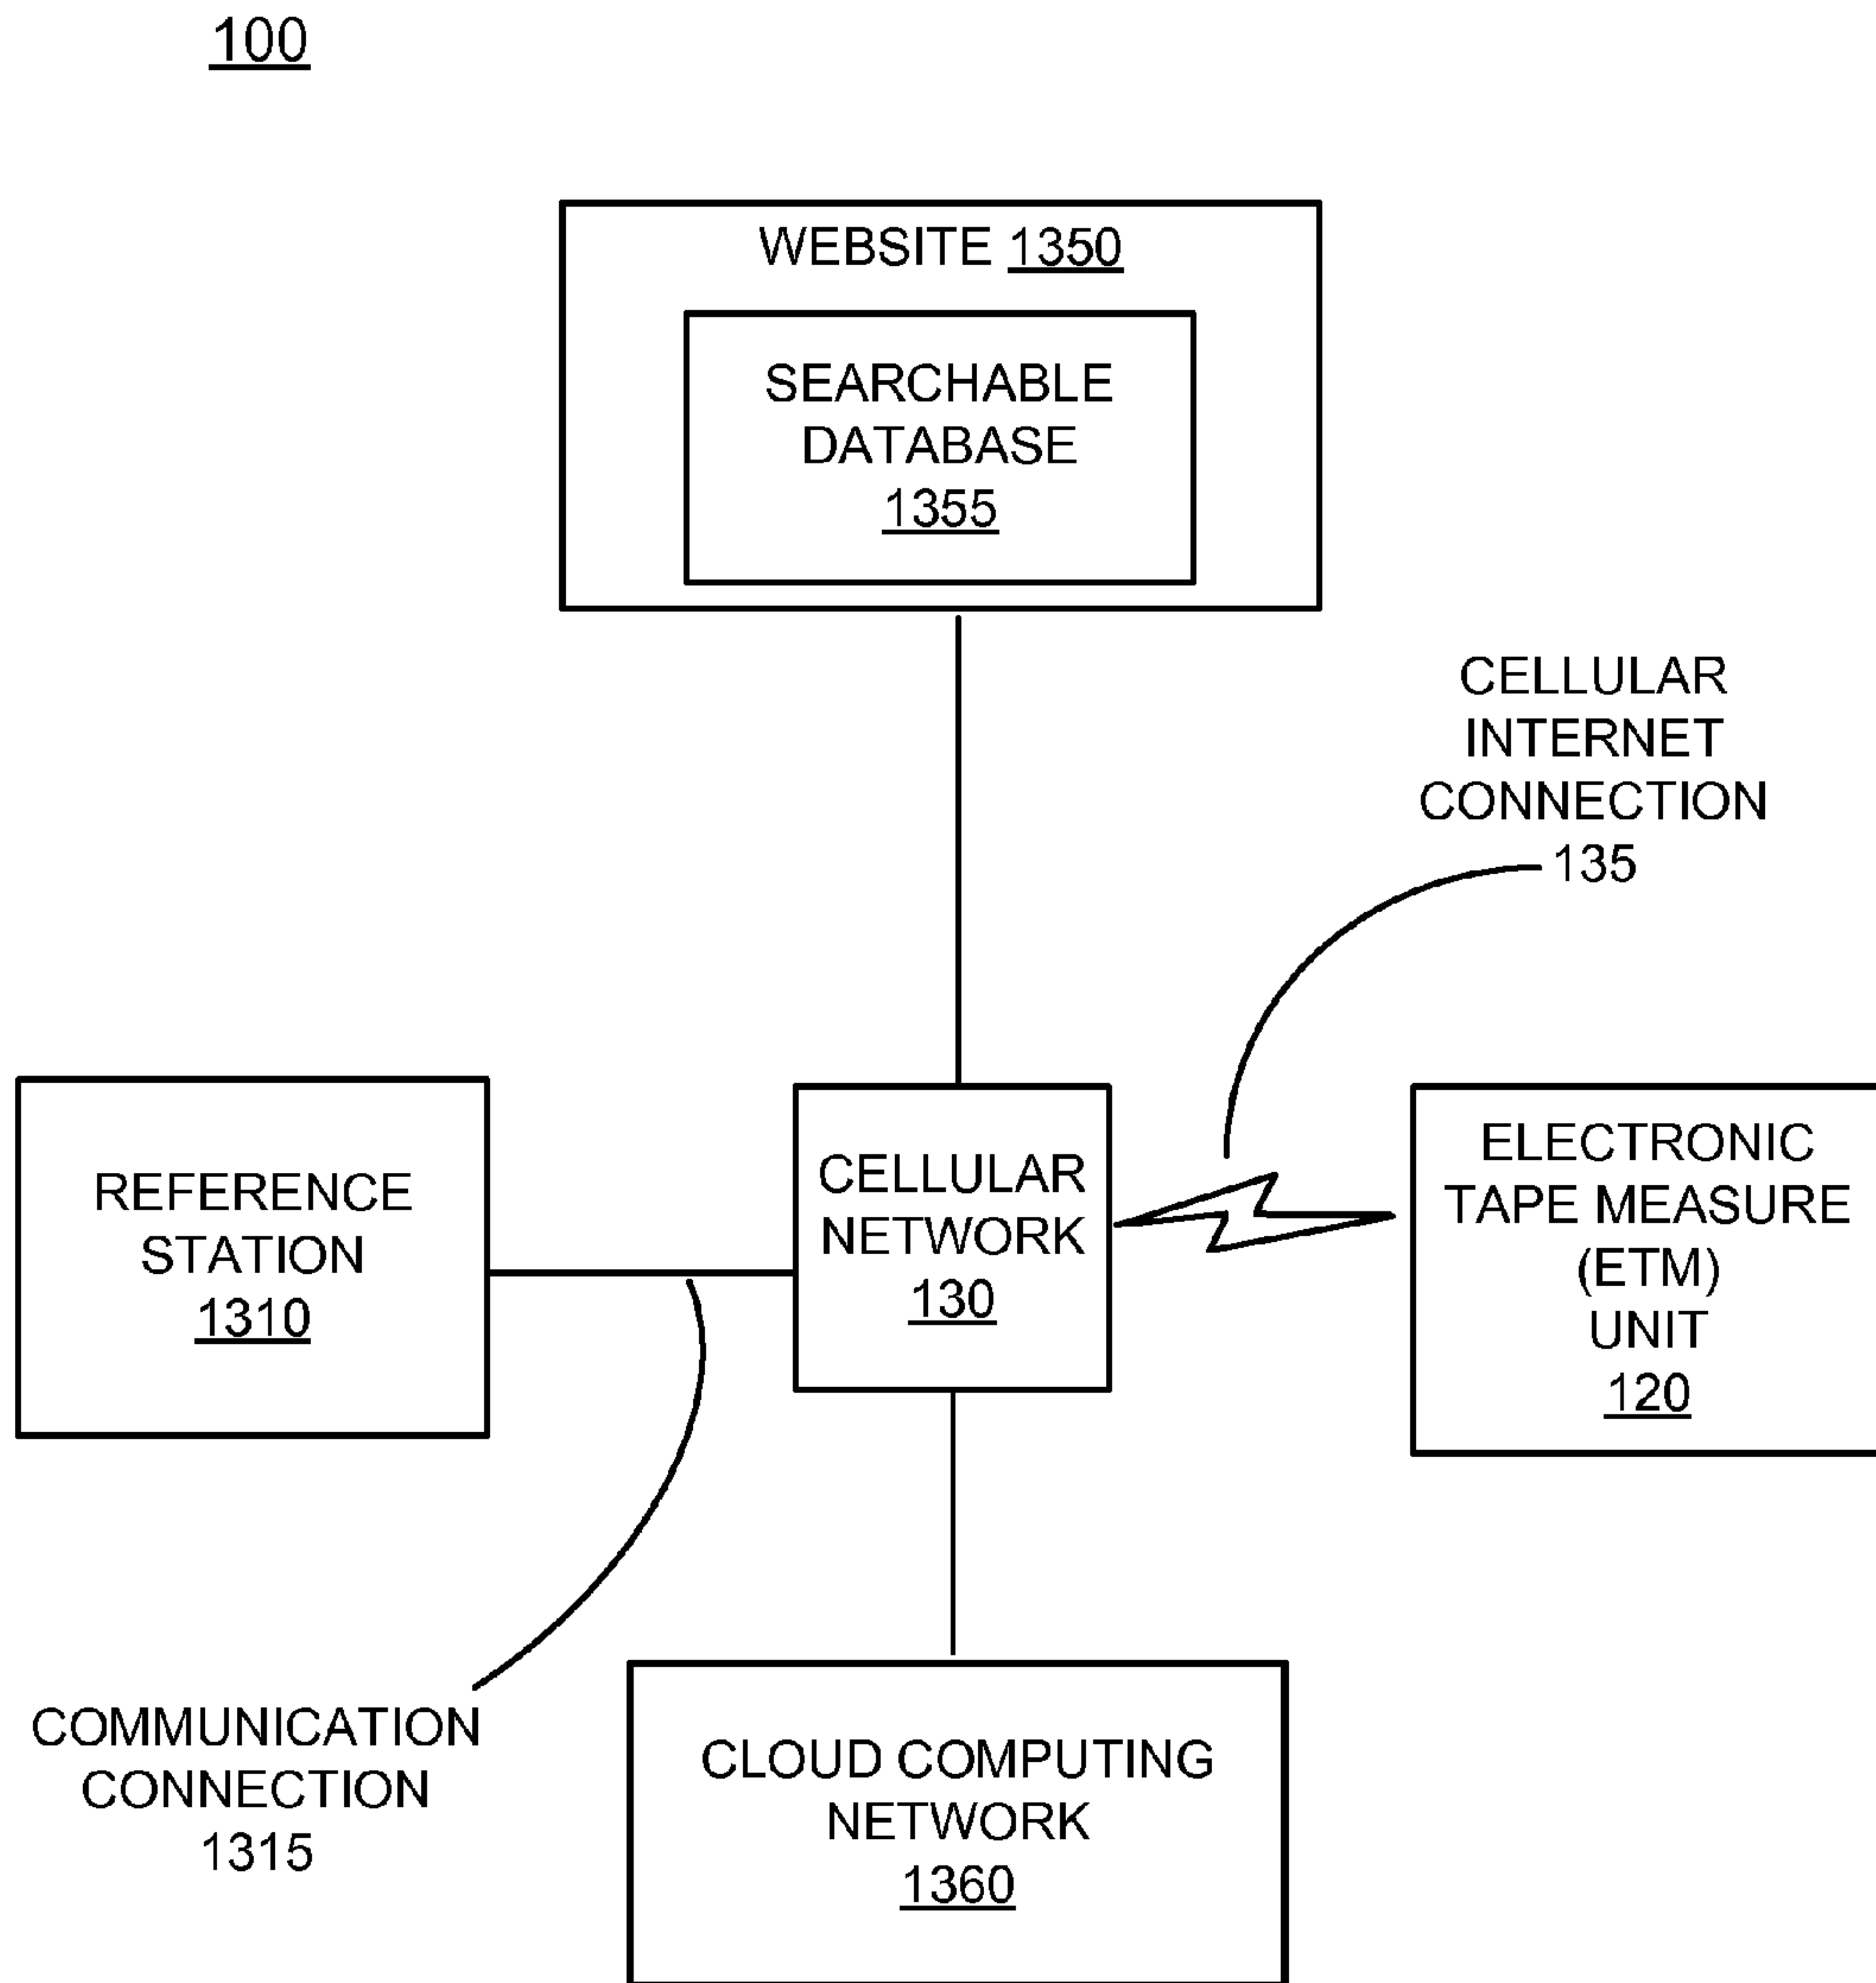 100
WEBSITE 1350
SEARCHABLE
DATABASE
1355
CELLULAR
INTERNET
CONNECTION
135
REFERENCE
STATION
1310
CELLULAR
NETWORK
130
ELECTRONIC
TAPE MEASURE
(ETM)
UNIT
120
COMMUNICATION
CONNECTION
1315
CLOUD COMPUTING
NETWORK
1360